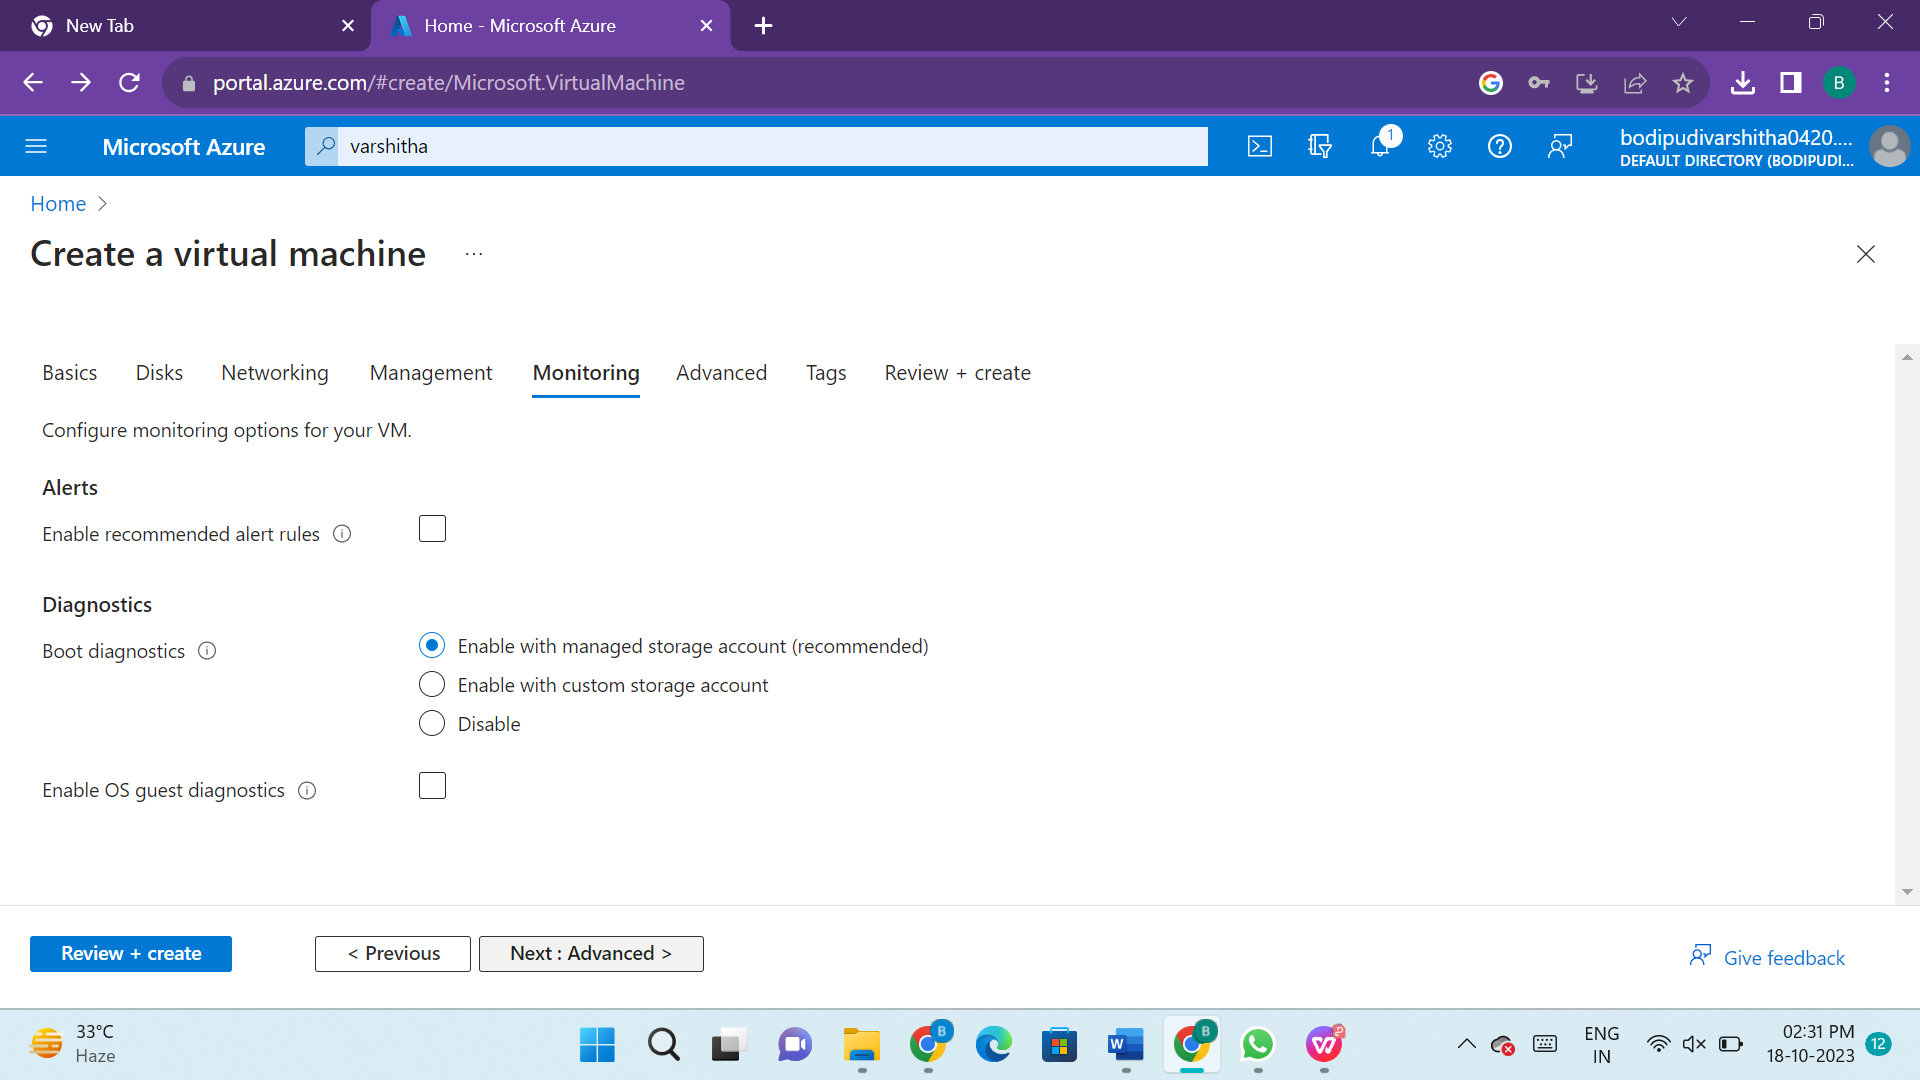 New Tab
Home - Microsoft Azure
portal.azure.com/#create/Microsoft.VirtualMachine
B
Microsoft Azure
varshitha
1
bodipudivarshitha0420....
DEFAULT DIRECTORY (BODIPUDI...
Home
Create a virtual machine
Basics Disks Networking Management Monitoring Advanced Tags Review + create
Configure monitoring options for your VM.
Alerts
Enable recommended alert rules
Diagnostics
Boot diagnostics
Enable with managed storage account (recommended)
Enable with custom storage account
Disable
Enable OS guest diagnostics
Review + create
< Previous
Next : Advanced >
Give feedback
33°C
Haze
B
W
B
ENG
IN
02:31 PM
18-10-2023
12